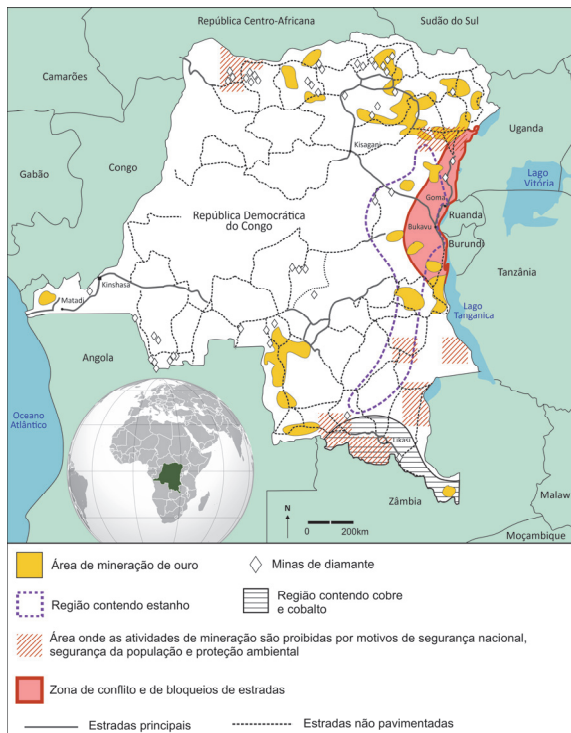 República Centro-Africana
Sudão do Sul
Camarões
Uganda
Kisagani
Congo
Gabão
Lago
Vitória
Goma
República Democrática
do Congo
Ruanda
Bukavu
Burundi
Tanzânia
Kinshasa
Matadi
Lago
Tanganica
Angola
Oceano
Atlântico
Likasi
Zâmbia
Malaw
N
0 200km
Moçambique
Área de mineração de ouro
Minas de diamante
Região contendo estanho
Região contendo cobre
e cobalto
Área onde as atividades de mineração são proibidas por motivos de segurança nacional,
segurança da população e proteção ambiental
Zona de conflito e de bloqueios de estradas
Estradas principais
Estradas não pavimentadas